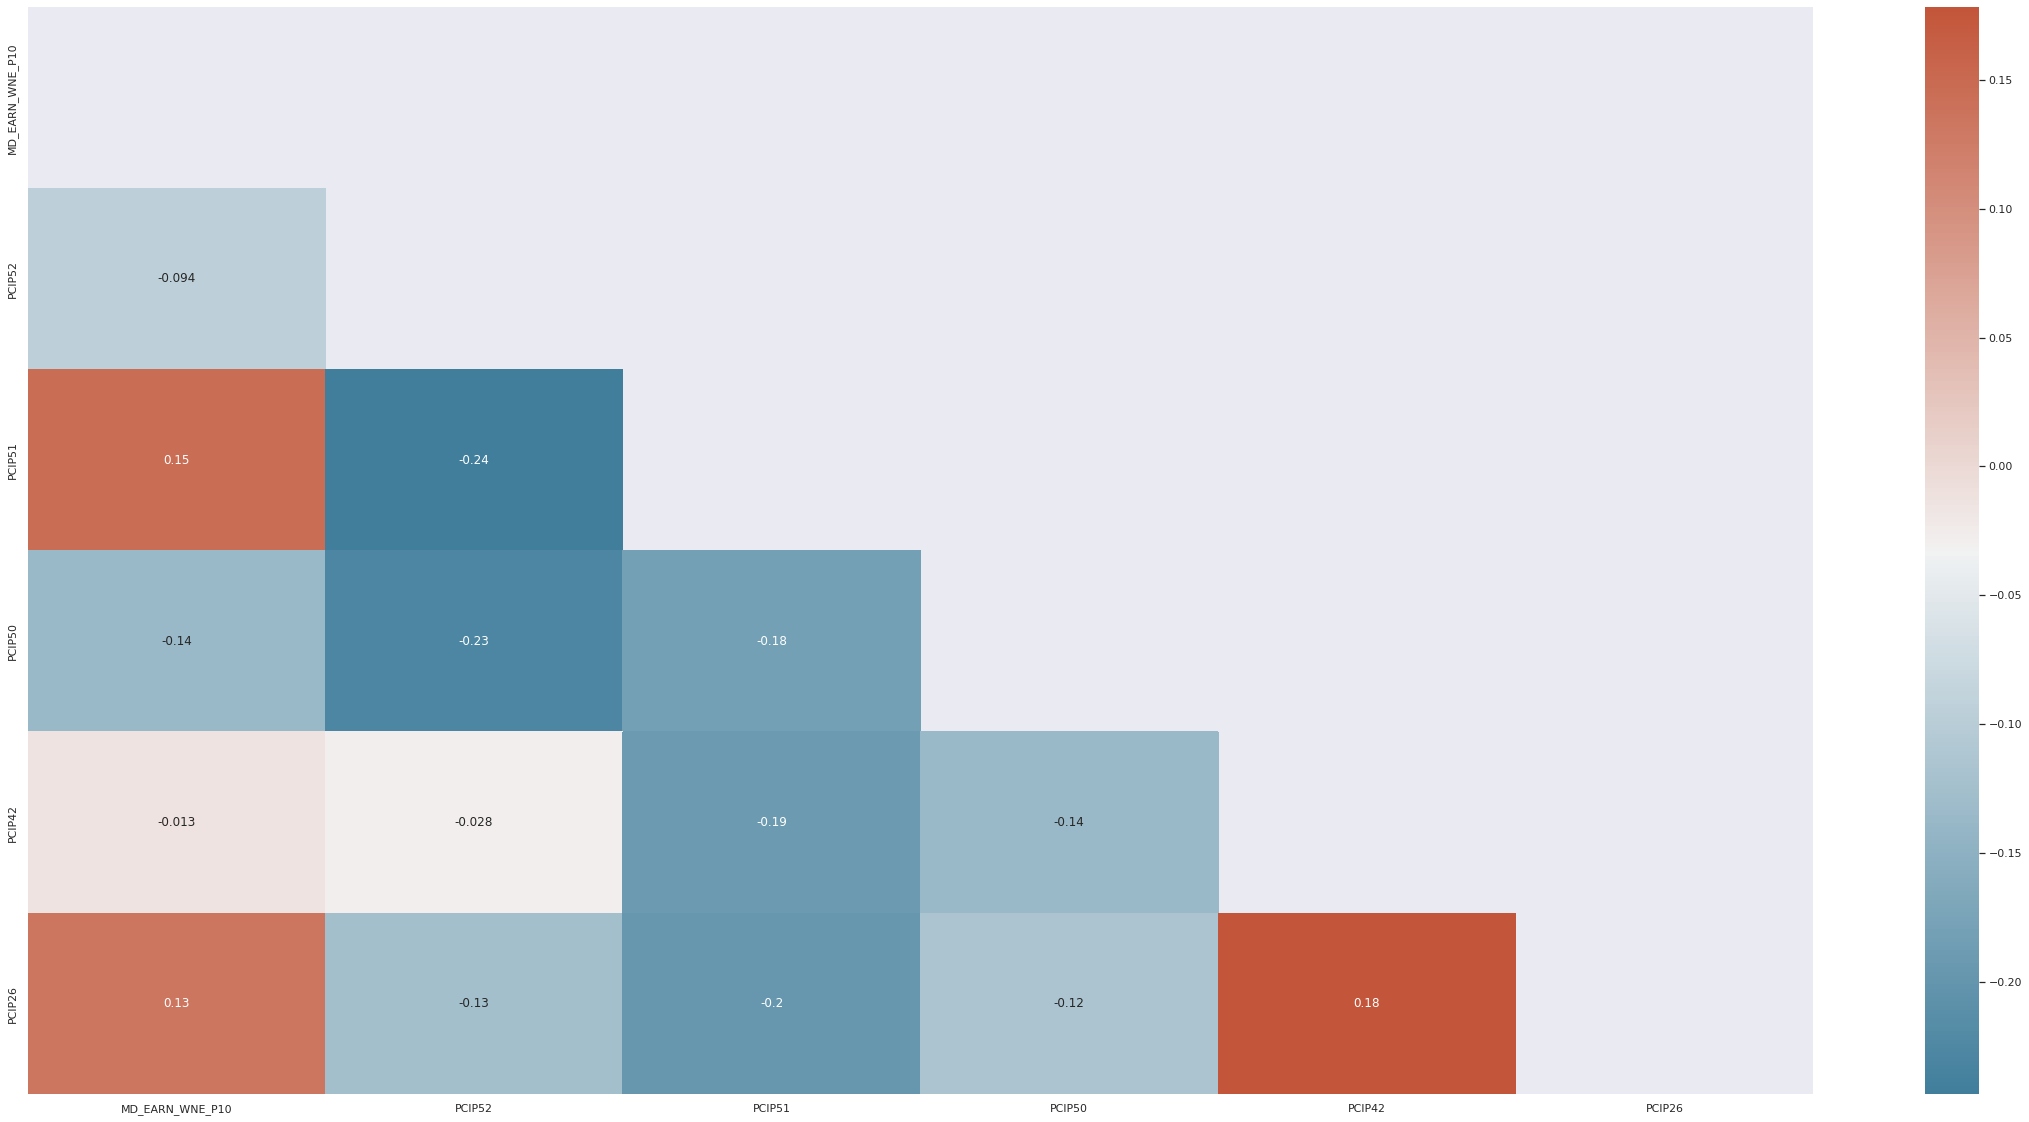 MD_EARN_WNE_P10
PCIP52
-0.094
PCIP51
0.15 -0.24
PCIP50
-0.14 -0.23 -0.18
PCIP42
-0.013 -0.028 -0.19 -0.14
PCIP26
0.13 -0.13 -0.2 -0.12 0.18
MD_EARN_WNE_P10 PCIP52 PCIP51 PCIP50 PCIP42 PCIP26
0.15
0.10
0.05
0.00
−0.05
−0.10
−0.15
−0.20